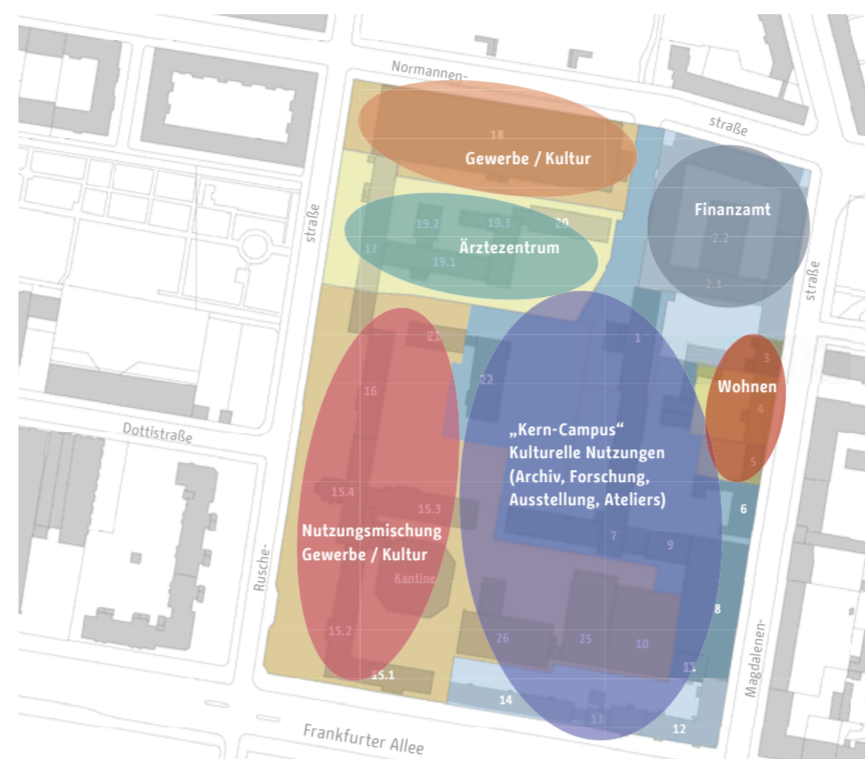 Normannen-
straße
18
Gewerbe / Kultur
straße
Finanzamt
2.2
2.1
19.2
19.3
20
17
Ärztezentrum
19.1
straße
1
21
22
16
3
Wohnen
4
5
Dottistraße
„Kern-Campus“
Kulturelle Nutzungen
(Archiv, Forschung,
Ausstellung, Ateliers)
15.4
15.3
6
Nutzungsmischung
Gewerbe / Kultur
7
9
Rusche-
Kantine
8
15.2
26
25
10
11
Magdalenen-
15.1
14
13
12
Frankfurter Allee